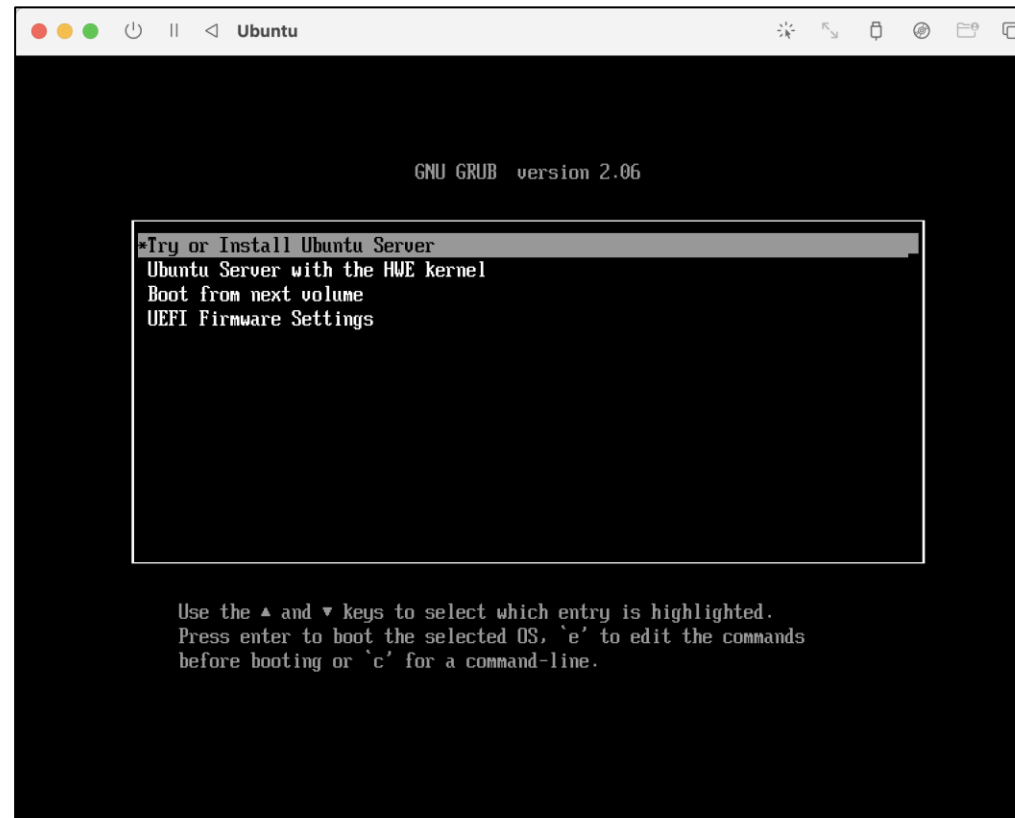 Ubuntu
GNU GRUB version 2.06
*Try or Install Ubuntu Server
Ubuntu Server with the HWE kernel
Boot from next volume
UEFI Firmware Settings
Use the ▲ and ▼ keys to select which entry is highlighted.
Press enter to boot the selected OS, `e' to edit the commands
before booting or `c' for a command-line.